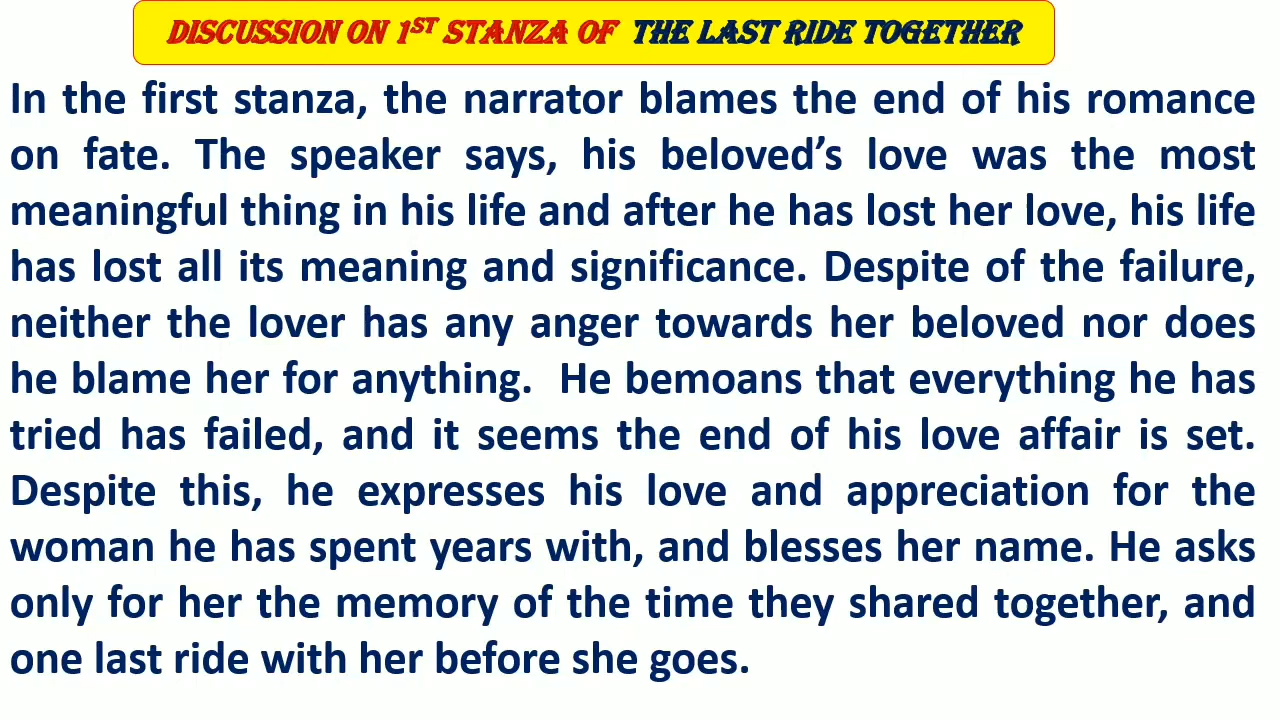 DISCUSSION ON 1ST STANZA OF THE LAST RIDE TOGETHER
In the first stanza, the narrator blames the end of his romance
on fate. The speaker says, his beloved’s love was the most
meaningful thing in his life and after he has lost her love, his life
has lost all its meaning and significance. Despite of the failure,
neither the lover has any anger towards her beloved nor does
he blame her for anything. He bemoans that everything he has
tried has failed, and it seems the end of his love affair is set.
Despite this, he expresses his love and appreciation for the
woman he has spent years with, and blesses her name. He asks
only for her the memory of the time they shared together, and
one last ride with her before she goes.